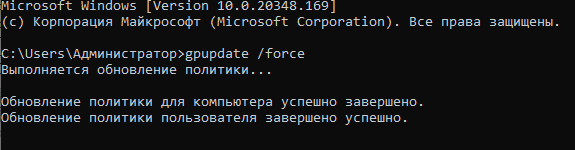 Microsoft Windows [Version 10.0.20348.169]
(c) Корпорация Майкрософт (Microsoft Corporation). Все права защищены.
C:\Users\Администратор>gpupdate /force
Выполняется обновление политики...
Обновление политики для компьютера успешно завершено.
Обновление политики пользователя завершено успешно.